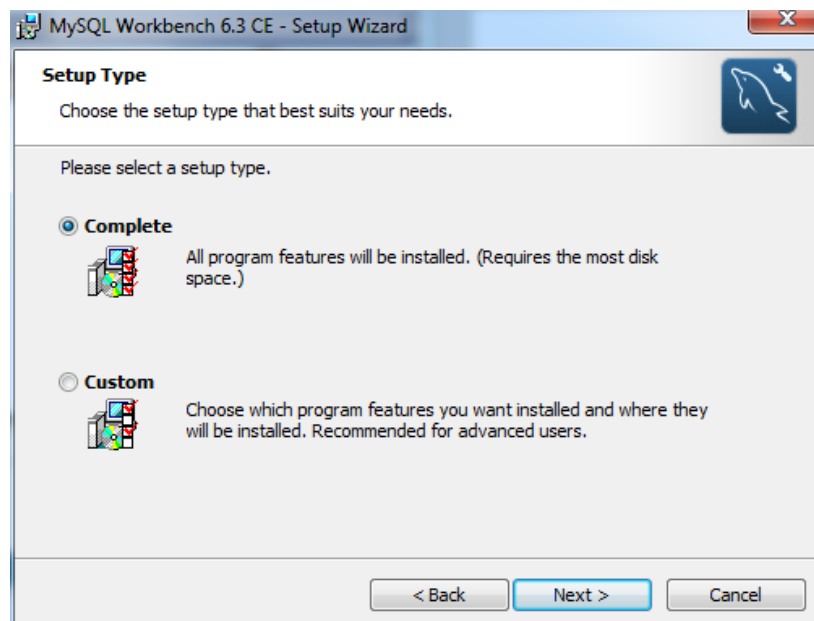 MySQL Workbench 6.3 CE - Setup Wizard
Setup Type
Choose the setup type that best suits your needs.
Please select a setup type.
Complete
All program features will be installed. (Requires the most disk
space.)
Custom
Choose which program features you want installed and where they
will be installed. Recommended for advanced users.
< Back
Next >
Cancel